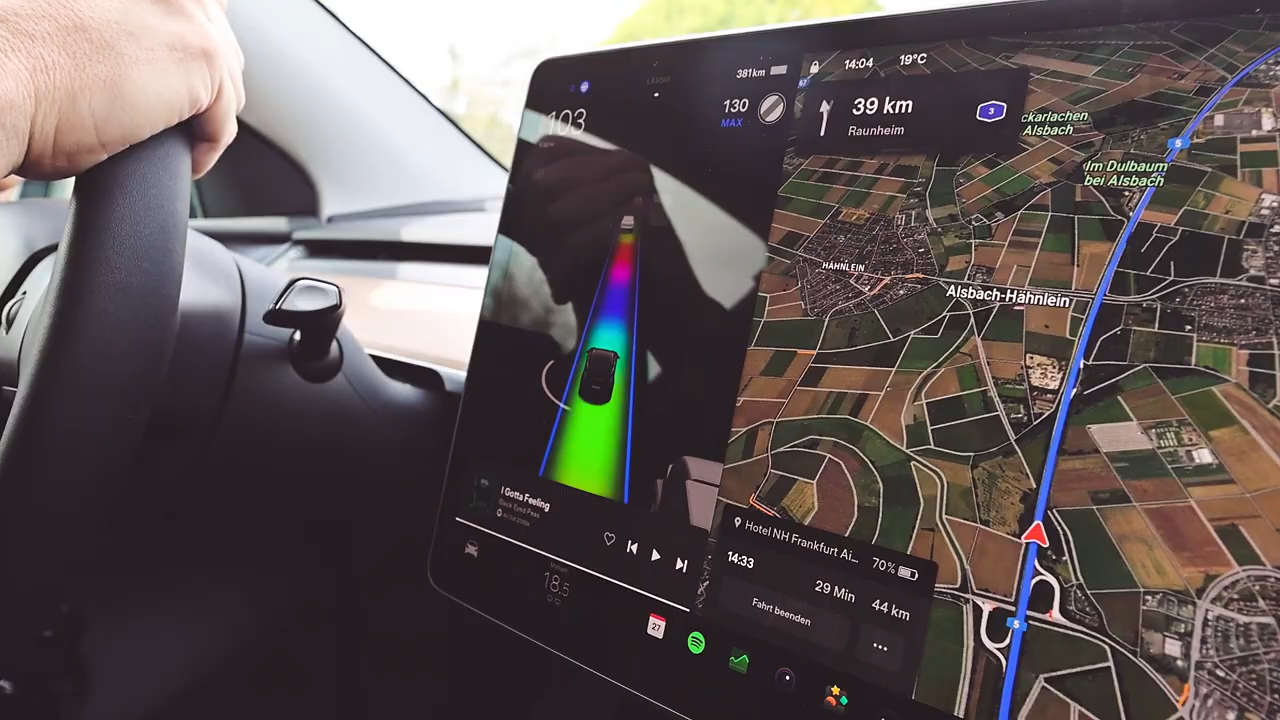 381km
103
130
MAX
14:04
19°C
39 km
Raunheim
3
5
ckarlachen
Alsbach
Im Dulbaum
bei Alsbach
HÄHNLEIN
Alsbach-Hähnlein
I Gotta Feeling
Black Eyed Peas
Hotel NH Frankfurt Ai...
14:33
70%
29 Min
44 km
Fahrt beenden
18.5
27
5